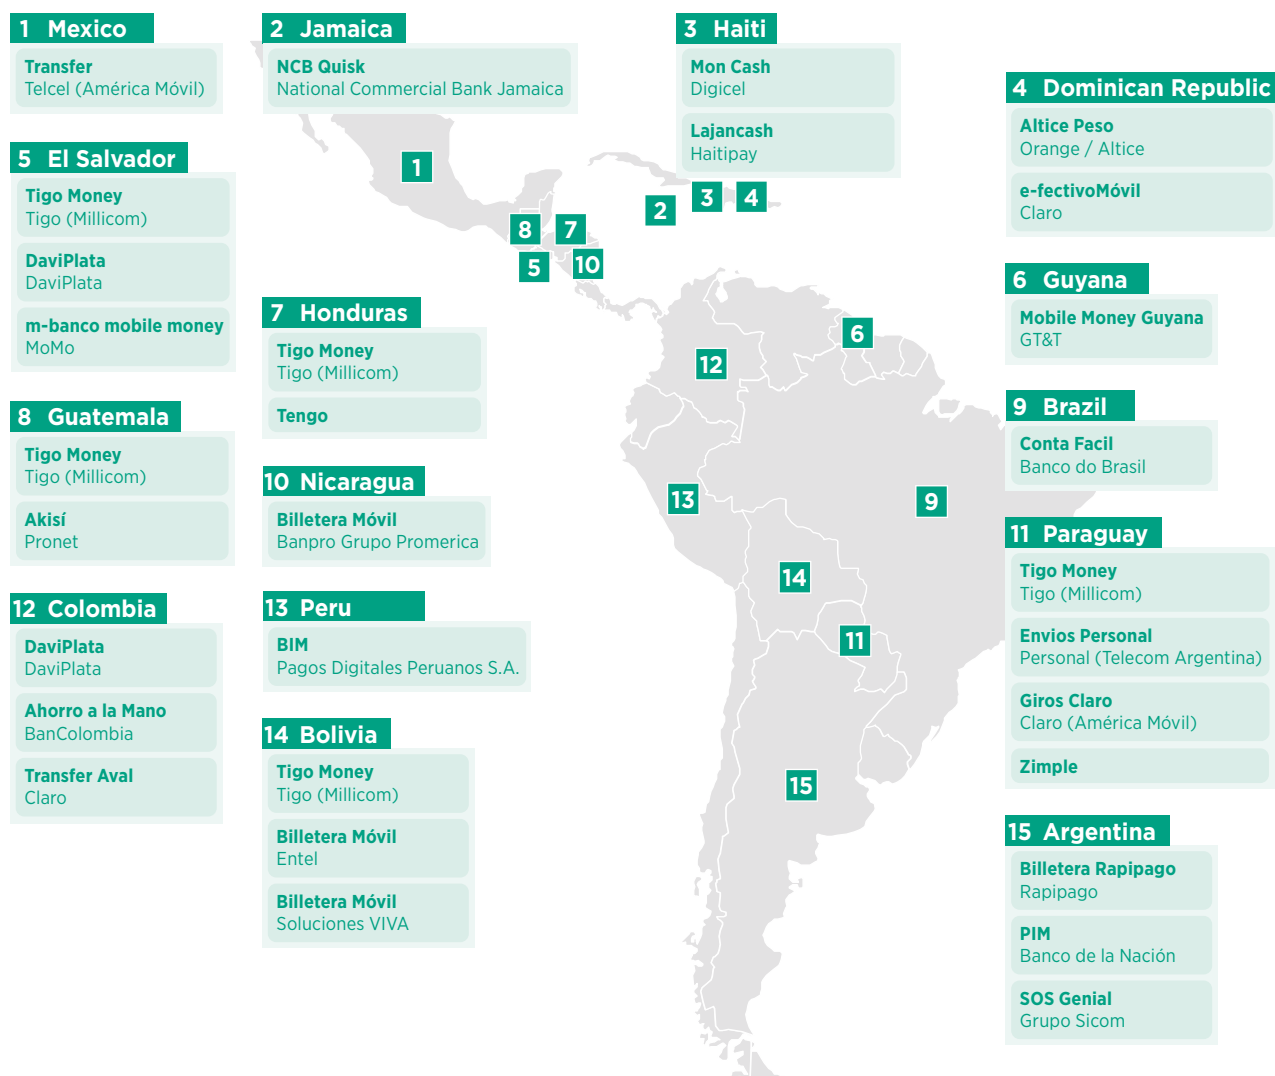 1 Mexico
Transfer
Telcel (América Móvil)
2 Jamaica
NCB Quisk
National Commercial Bank Jamaica
3 Haiti
Mon Cash
Digicel
Lajancash
Haitipay
4 Dominican Republic
Altice Peso
Orange / Altice
e-fectivoMóvil
Claro
5 El Salvador
Tigo Money
Tigo (Millicom)
DaviPlata
DaviPlata
m-banco mobile money
MoMo
6 Guyana
Mobile Money Guyana
GT&T
7 Honduras
Tigo Money
Tigo (Millicom)
Tengo
8 Guatemala
Tigo Money
Tigo (Millicom)
Akisí
Pronet
9 Brazil
Conta Facil
Banco do Brasil
10 Nicaragua
Billetera Móvil
Banpro Grupo Promerica
11 Paraguay
Tigo Money
Tigo (Millicom)
Envios Personal
Personal (Telecom Argentina)
Giros Claro
Claro (América Móvil)
Zimple
12 Colombia
DaviPlata
DaviPlata
Ahorro a la Mano
BanColombia
Transfer Aval
Claro
13 Peru
BIM
Pagos Digitales Peruanos S.A.
14 Bolivia
Tigo Money
Tigo (Millicom)
Billetera Móvil
Entel
Billetera Móvil
Soluciones VIVA
15 Argentina
Billetera Rapipago
Rapipago
PIM
Banco de la Nación
SOS Genial
Grupo Sicom
1
2
3
4
8
7
5
10
6
12
13
9
14
11
15